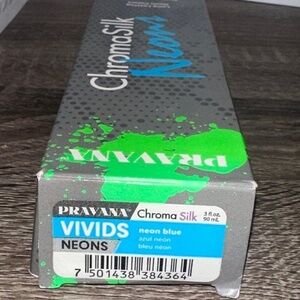 ChromaSilk
Neons
PRAVANA
PRAVANA Chroma Silk 3 fl. oz.
90 mL
VIVIDS neon blue
NEONS azul neón
bleu néon
7 501438 384364